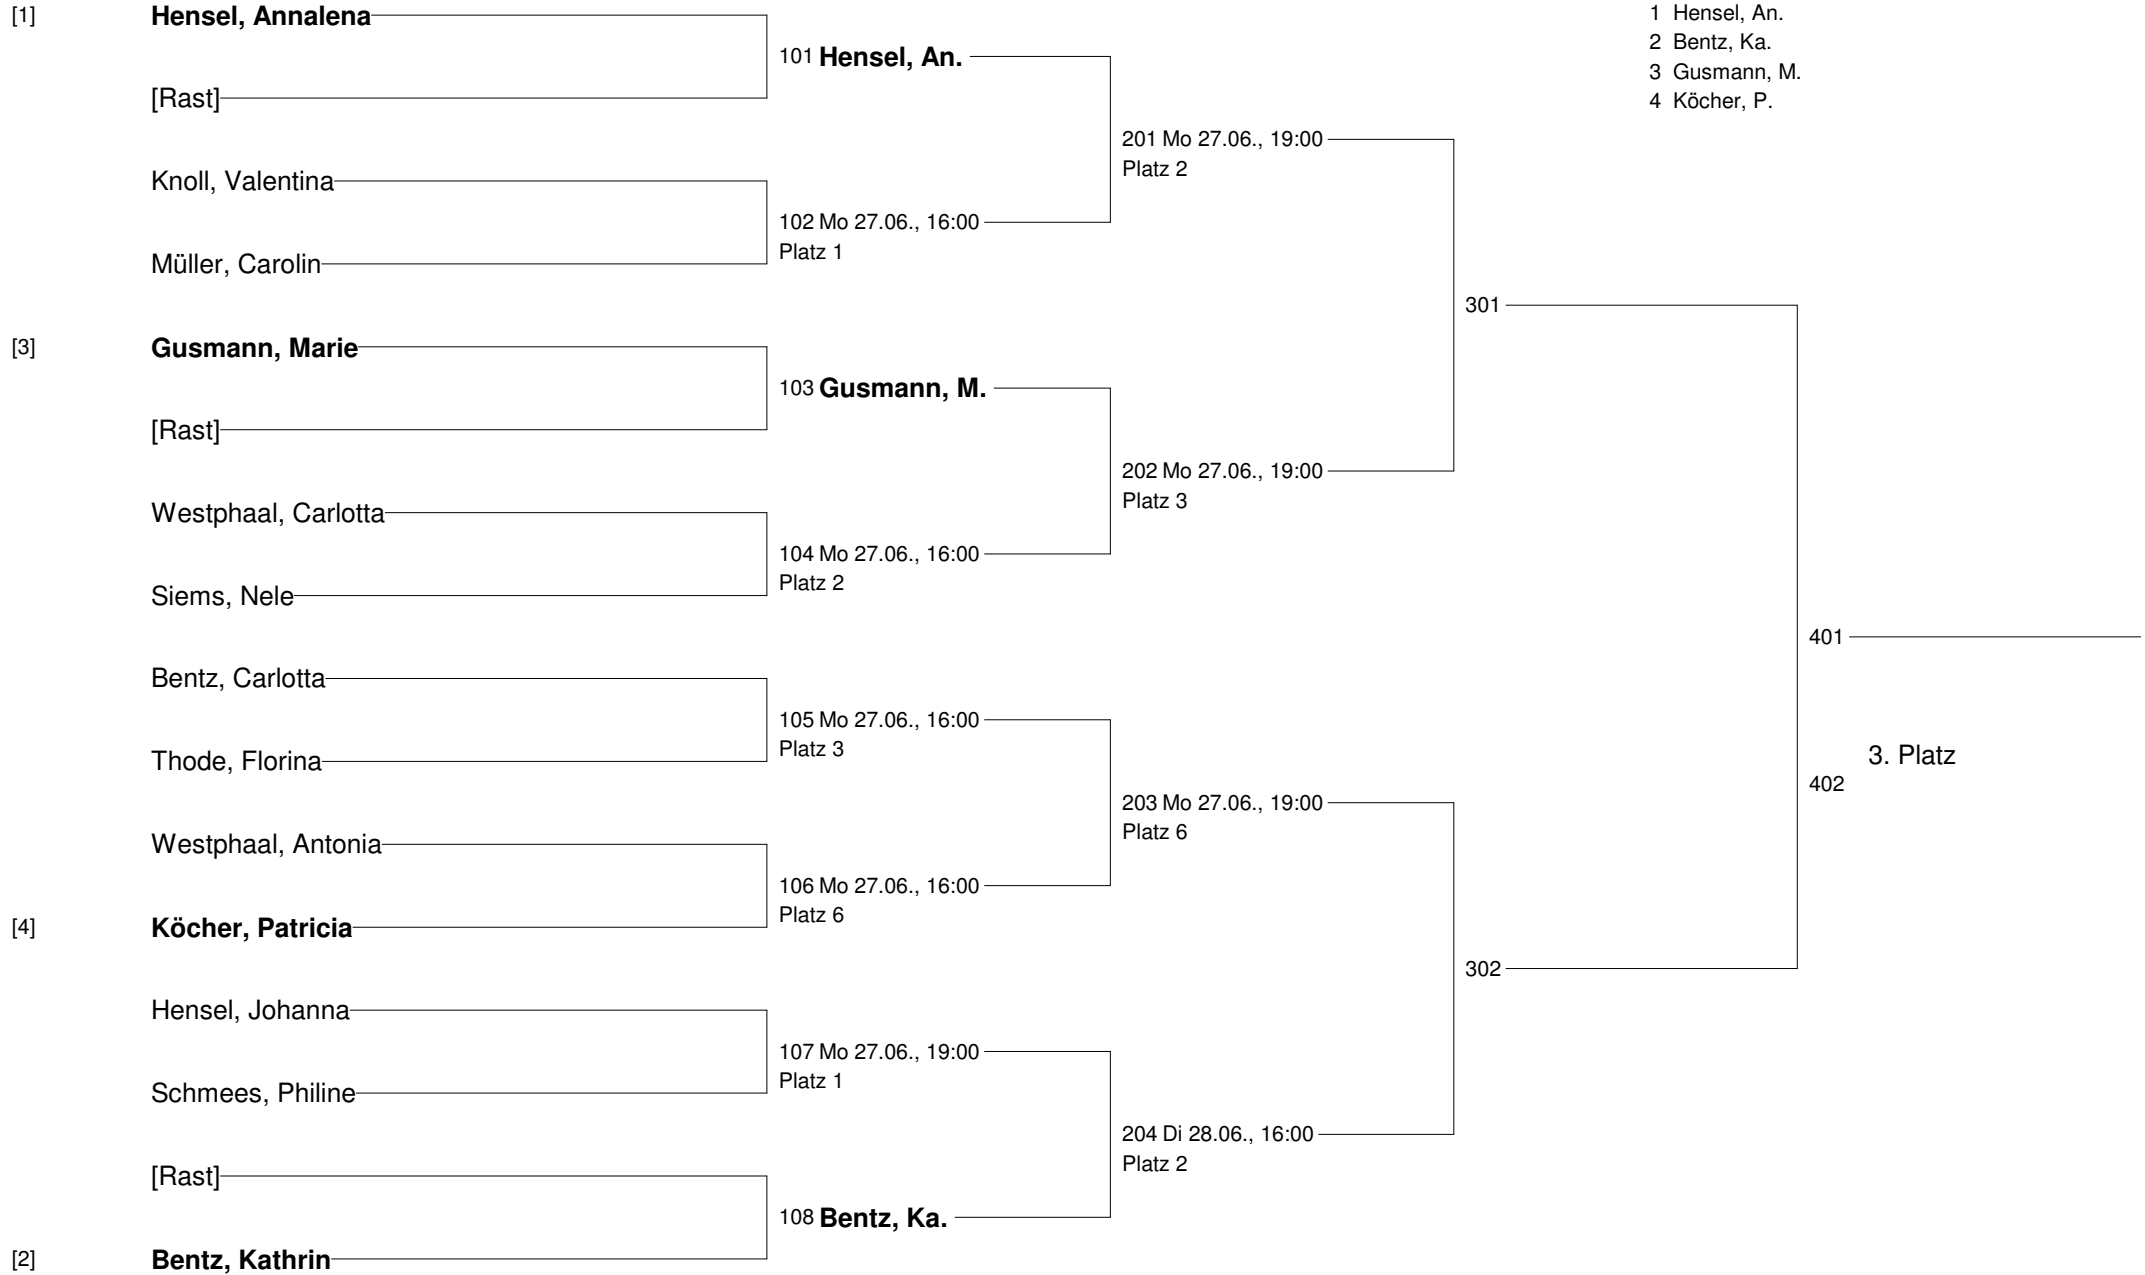 [1] Hensel, Annalena
[Rast]
Knoll, Valentina
Müller, Carolin
[3] Gusmann, Marie
[Rast]
Westphaal, Carlotta
Siems, Nele
Bentz, Carlotta
Thode, Florina
Westphaal, Antonia
[4] Köcher, Patricia
Hensel, Johanna
Schmees, Philine
[Rast]
[2] Bentz, Kathrin
101 Hensel, An.
102 Mo 27.06., 16:00
Platz 1
103 Gusmann, M.
104 Mo 27.06., 16:00
Platz 2
105 Mo 27.06., 16:00
Platz 3
106 Mo 27.06., 16:00
Platz 6
107 Mo 27.06., 19:00
Platz 1
108 Bentz, Ka.
201 Mo 27.06., 19:00
Platz 2
202 Mo 27.06., 19:00
Platz 3
203 Mo 27.06., 19:00
Platz 6
204 Di 28.06., 16:00
Platz 2
301
302
1 Hensel, An.
2 Bentz, Ka.
3 Gusmann, M.
4 Köcher, P.
401
3. Platz
402